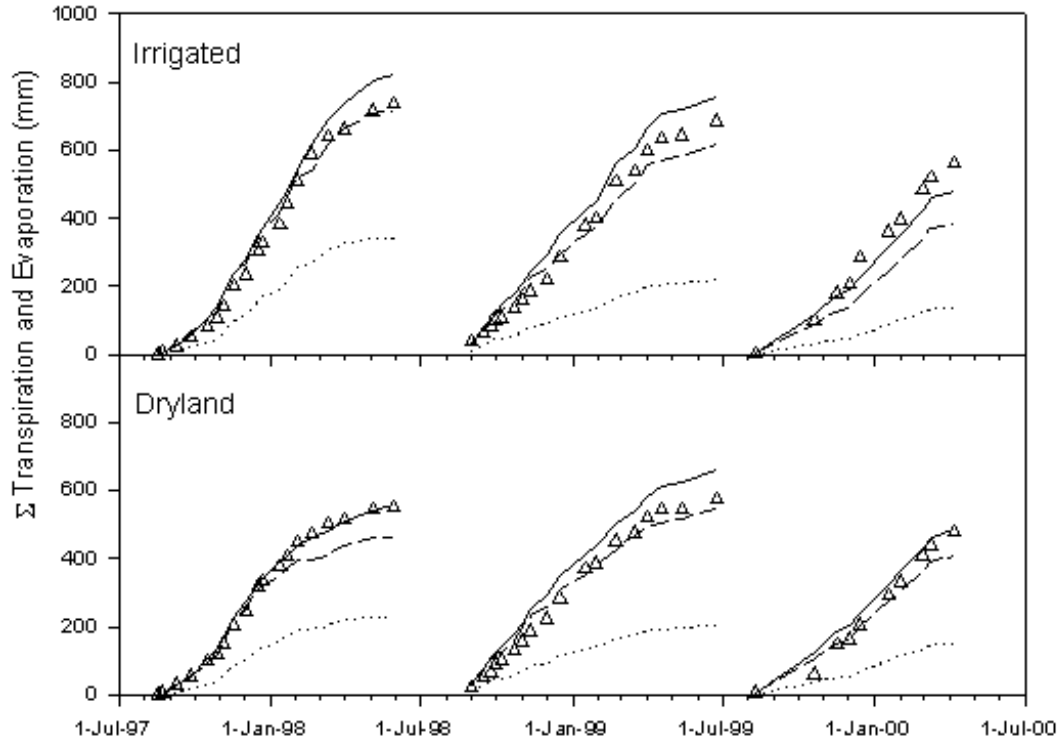 1000
Irrigated
800
600
400
200
0
Dryland
800
600
400
200
0
Σ Transpiration and Evaporation (mm)
1-Jul-97 1-Jan-98 1-Jul-98 1-Jan-99 1-Jul-99 1-Jan-00 1-Jul-00